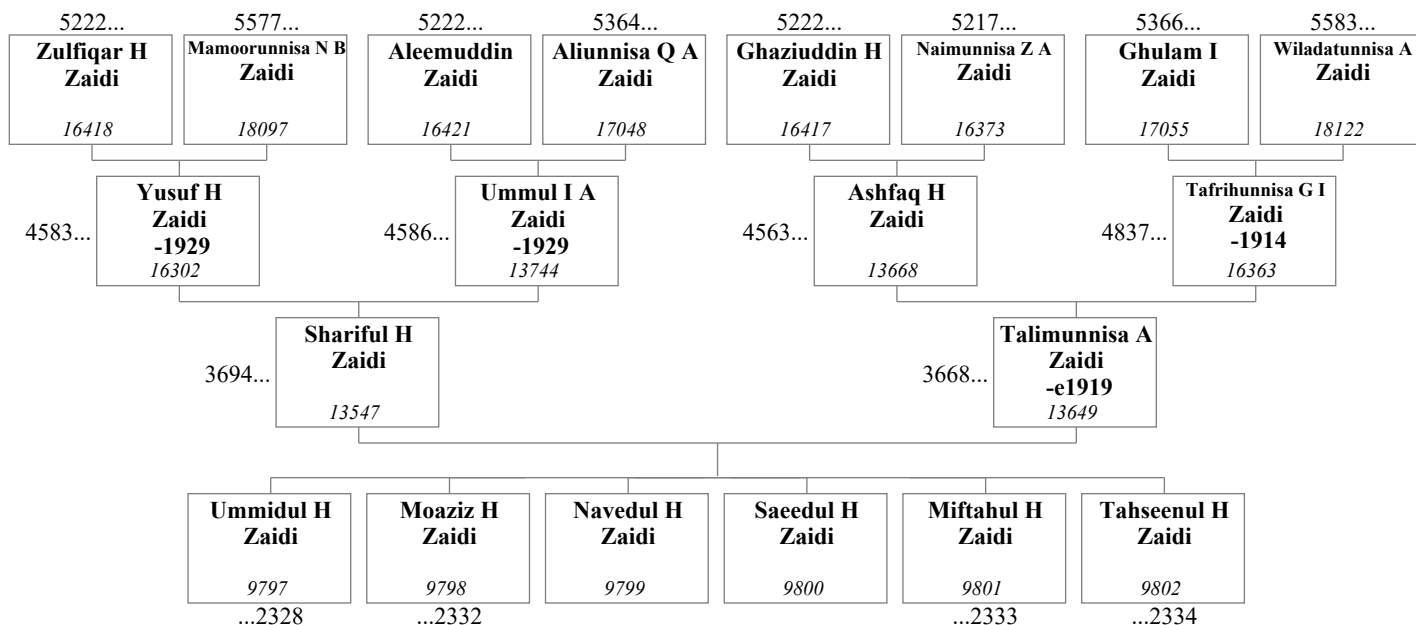 5222... 5577... 5222... 5364... 5222... 5217... 5366... 5583...
Zulfiqar H Mamoorunnisa N B Aleemuddin Aliunnisa Q A Ghaziuddin H Naimunnisa Z A Ghulam I Wiladatunnisa A
Zaidi Zaidi Zaidi Zaidi Zaidi Zaidi Zaidi Zaidi
16418 18097 16421 17048 16417 16373 17055 18122
Yusuf H Ummul I A Ashfaq H Tafrihunnisa G I
Zaidi Zaidi Zaidi Zaidi
4583... -1929 4586... -1929 4563... 4837... -1914
16302 13744 13668 16363
Shariful H Talimunnisa A
Zaidi Zaidi
3694... 3668... -e1919
13547 13649
Ummidul H Moaziz H Navedul H Saeedul H Miftahul H Tahseenul H
Zaidi Zaidi Zaidi Zaidi Zaidi Zaidi
9797 9798 9799 9800 9801 9802
...2328 ...2332 ...2333 ...2334